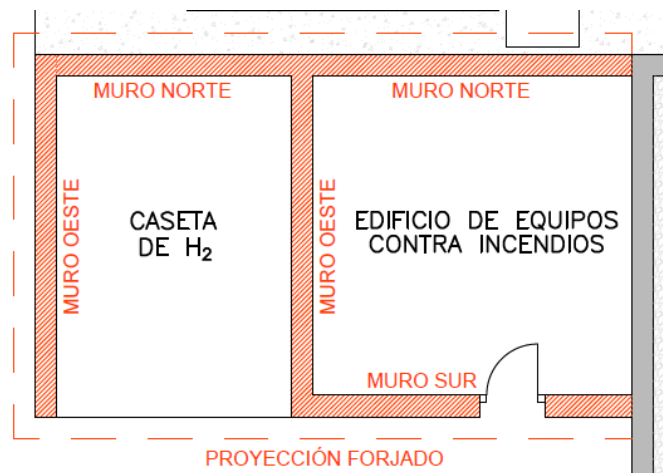 MURO NORTE
MURO NORTE
MURO OESTE
CASETA
DE H₂
MURO OESTE
EDIFICIO DE EQUIPOS
CONTRA INCENDIOS
MURO SUR
PROYECCIÓN FORJADO